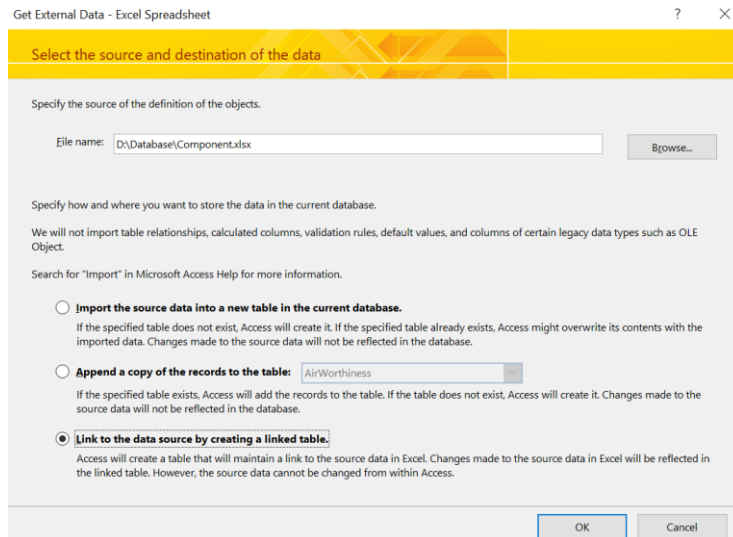 Get External Data - Excel Spreadsheet
Select the source and destination of the data
Specify the source of the definition of the objects.
File name: D:\Database\Component.xlsx Browse...
Specify how and where you want to store the data in the current database.
We will not import table relationships, calculated columns, validation rules, default values, and columns of certain legacy data types such as OLE
Object.
Search for "Import" in Microsoft Access Help for more information.
Import the source data into a new table in the current database.
If the specified table does not exist, Access will create it. If the specified table already exists, Access might overwrite its contents with the
imported data. Changes made to the source data will not be reflected in the database.
Append a copy of the records to the table: AirWorthiness
If the specified table exists, Access will add the records to the table. If the table does not exist, Access will create it. Changes made to the
source data will not be reflected in the database.
Link to the data source by creating a linked table.
Access will create a table that will maintain a link to the source data in Excel. Changes made to the source data in Excel will be reflected in
the linked table. However, the source data cannot be changed from within Access.
OK Cancel